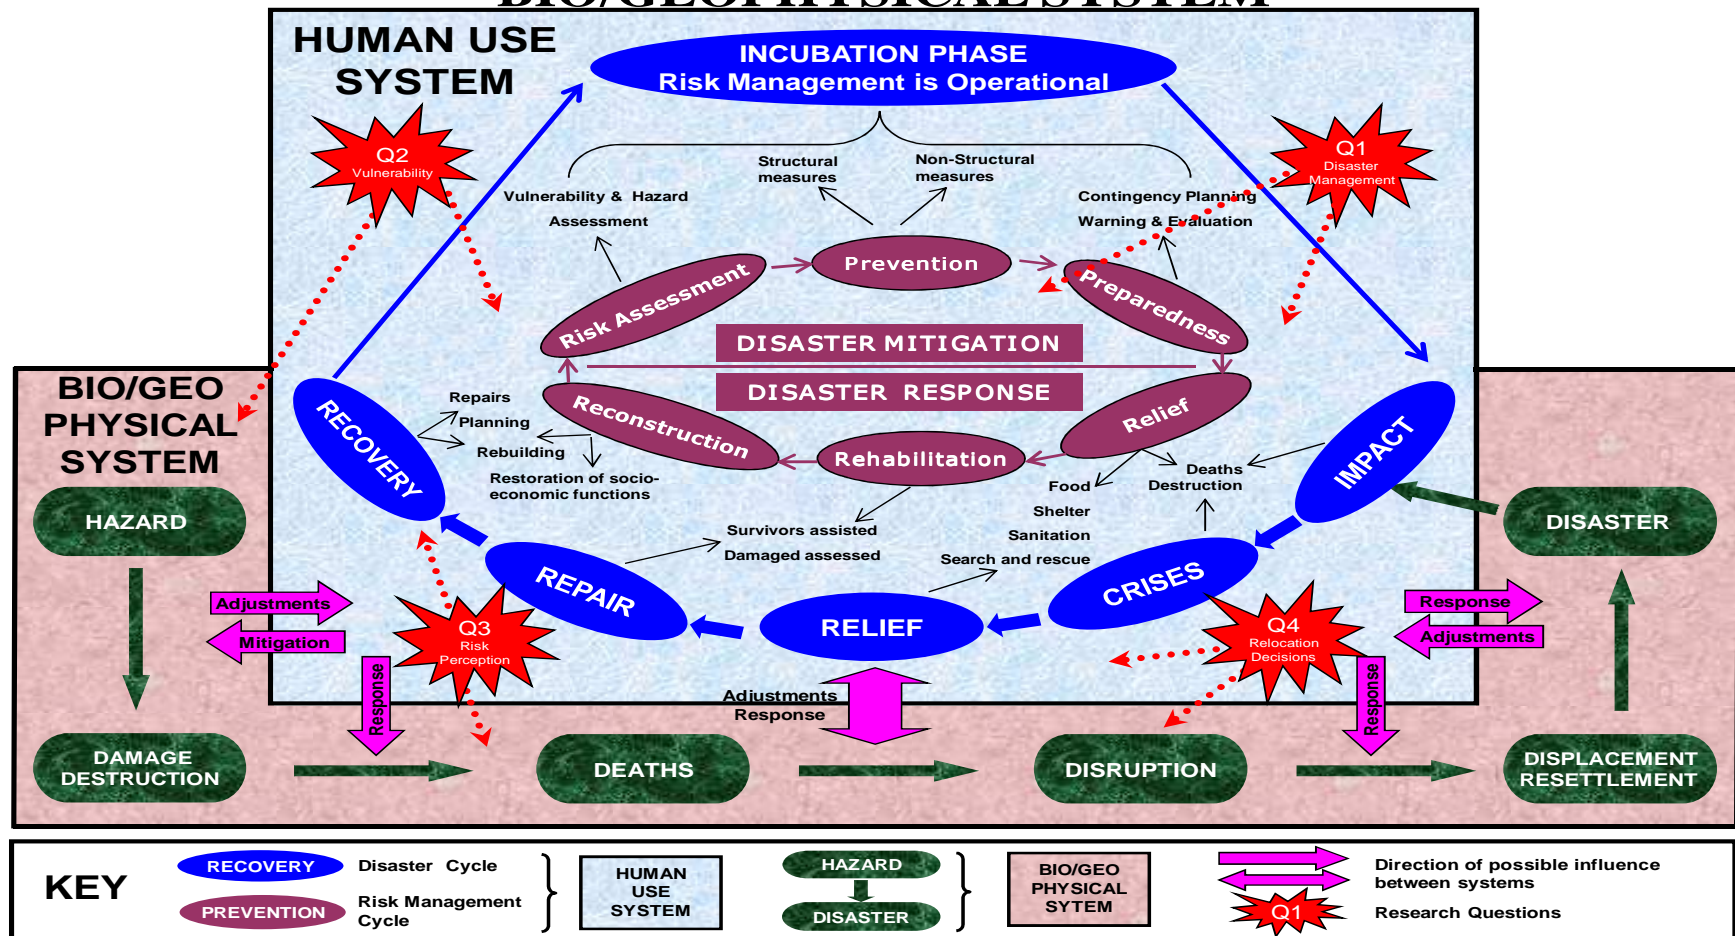 BIO/GEOPHYSICAL SYSTEM
HUMAN USE
SYSTEM
INCUBATION PHASE
Risk Management is Operational
Q2
Vulnerability
Q1
Disaster
Management
Structural
measures
Non-Structural
measures
Vulnerability & Hazard
Assessment
Contingency Planning
Warning & Evaluation
Risk Assessment
Prevention
Preparedness
DISASTER MITIGATION
DISASTER RESPONSE
Reconstruction
Rehabilitation
Relief
BIO/GEO
PHYSICAL
SYSTEM
RECOVERY
Repairs
Planning
Rebuilding
Restoration of socio-
economic functions
IMPACT
Deaths
Destruction
Food
Shelter
Sanitation
Search and rescue
Survivors assisted
Damaged assessed
HAZARD
DISASTER
REPAIR
RELIEF
CRISES
Adjustments
Mitigation
Q3
Risk
Perception
Q4
Relocation
Decisions
Response
Adjustments
Response
Adjustments
Response
Response
DAMAGE
DESTRUCTION
DEATHS
DISRUPTION
DISPLACEMENT
RESETTLEMENT
KEY
RECOVERY
Disaster Cycle
PREVENTION
Risk Management
Cycle
HUMAN
USE
SYSTEM
HAZARD
DISASTER
BIO/GEO
PHYSICAL
SYTEM
Direction of possible influence
between systems
Q1
Research Questions